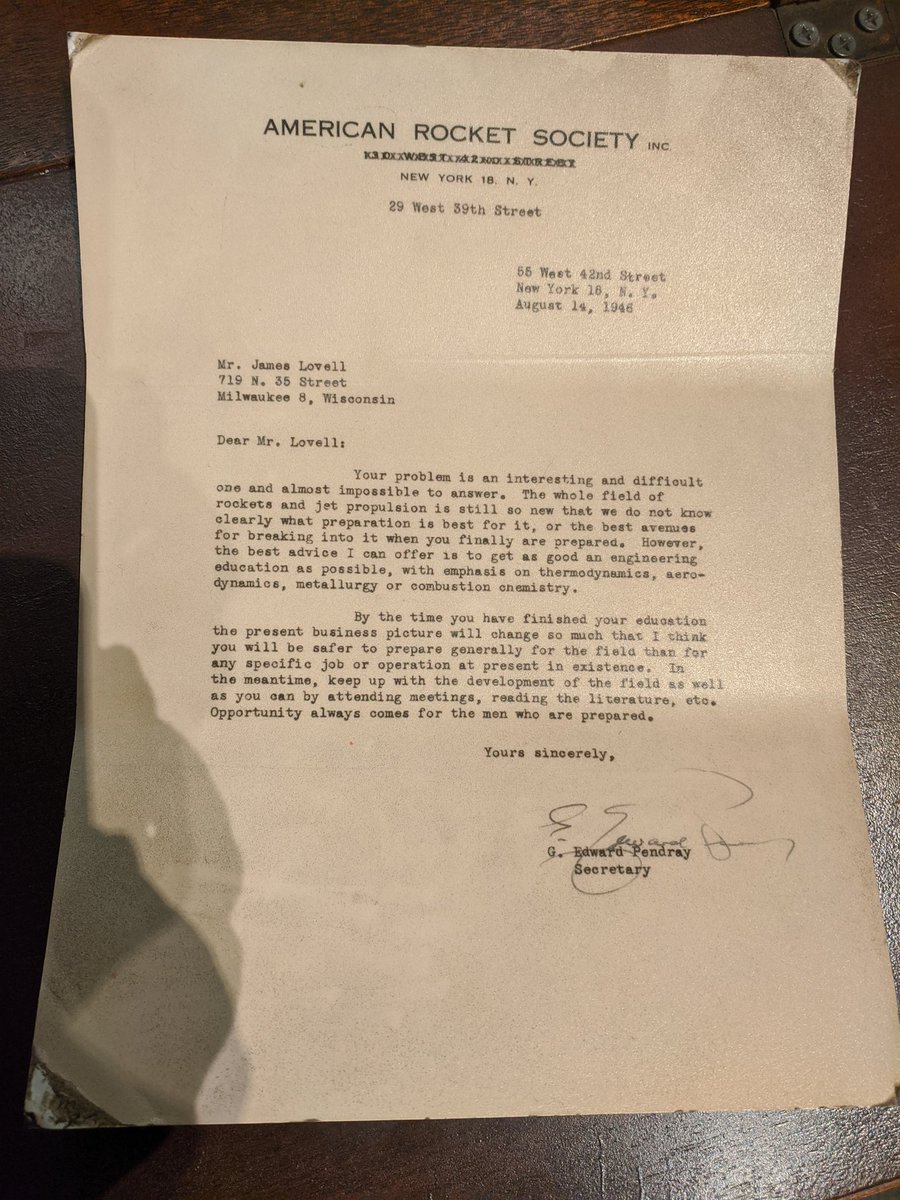 AMERICAN ROCKET SOCIETY INC.
NEW YORK 18, N. Y.
29 West 39th Street
55 West 42nd Street
New York 18, N. Y.
August 14, 1946
Mr. James Lovell
719 N. 35 Street
Milwaukee 8, Wisconsin
Dear Mr. Lovell:
Your problem is an interesting and difficult
one and almost impossible to answer. The whole field of
rockets and jet propulsion is still so new that we do not know
clearly what preparation is best for it, or the best avenues
for breaking into it when you finally are prepared. However,
the best advice I can offer is to get as good an engineering
education as possible, with emphasis on thermodynamics, aero-
dynamics, metallurgy or combustion chemistry.
By the time you have finished your education
the present business picture will change so much that I think
you will be safer to prepare generally for the field than for
any specific job or operation at present in existence. In
the meantime, keep up with the development of the field as well
as you can by attending meetings, reading the literature, etc.
Opportunity always comes for the men who are prepared.
Yours sincerely,
G. Edward Pendray
Secretary